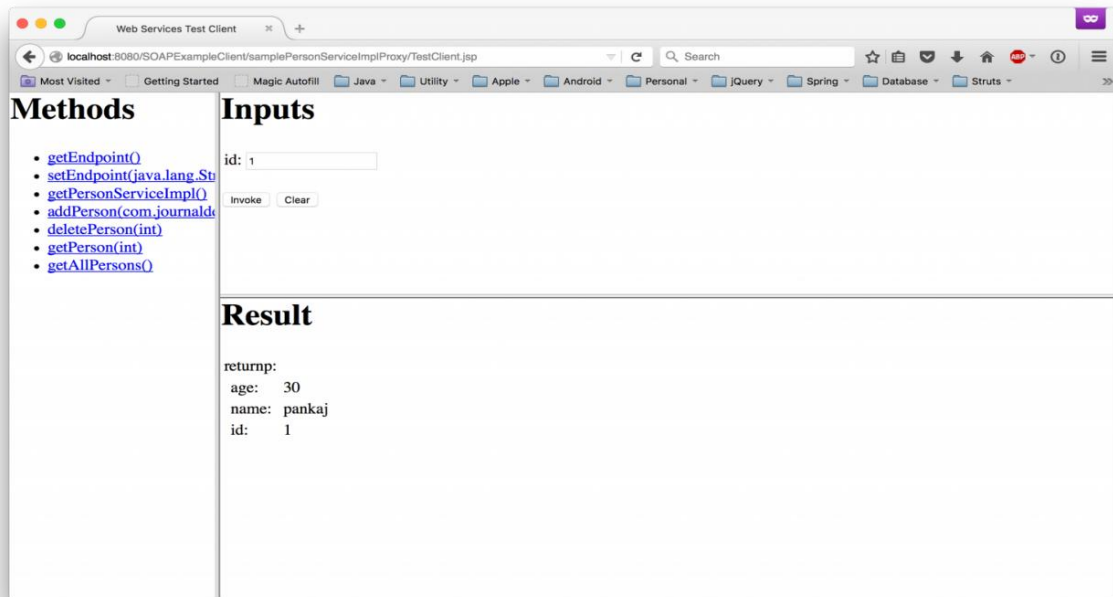 Web Services Test Client
localhost:8080/SOAPExampleClient/samplePersonServiceImplProxy/TestClient.jsp
Search
ABP
Most Visited
Getting Started
Magic Autofill
Java
Utility
Apple
Android
Personal
jQuery
Spring
Database
Struts
Methods
getEndpoint()
setEndpoint(java.lang.St
getPersonServiceImpl()
addPerson(com.journald
deletePerson(int)
getPerson(int)
getAllPersons()
Inputs
id: 1
Invoke Clear
Result
returnp:
age: 30
name: pankaj
id: 1